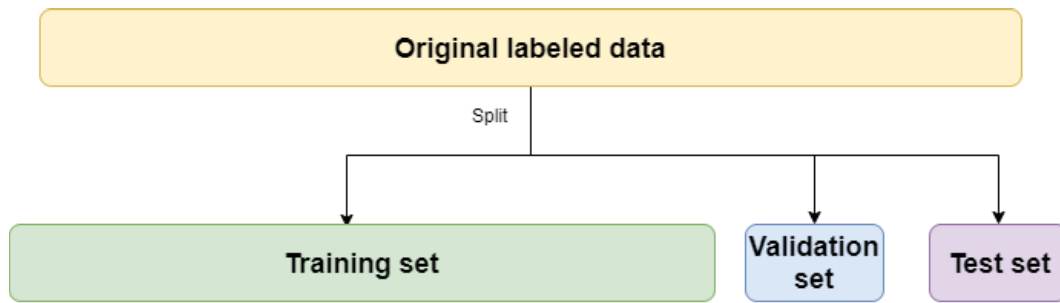 Original labeled data
Split
Training set
Validation
set
Test set